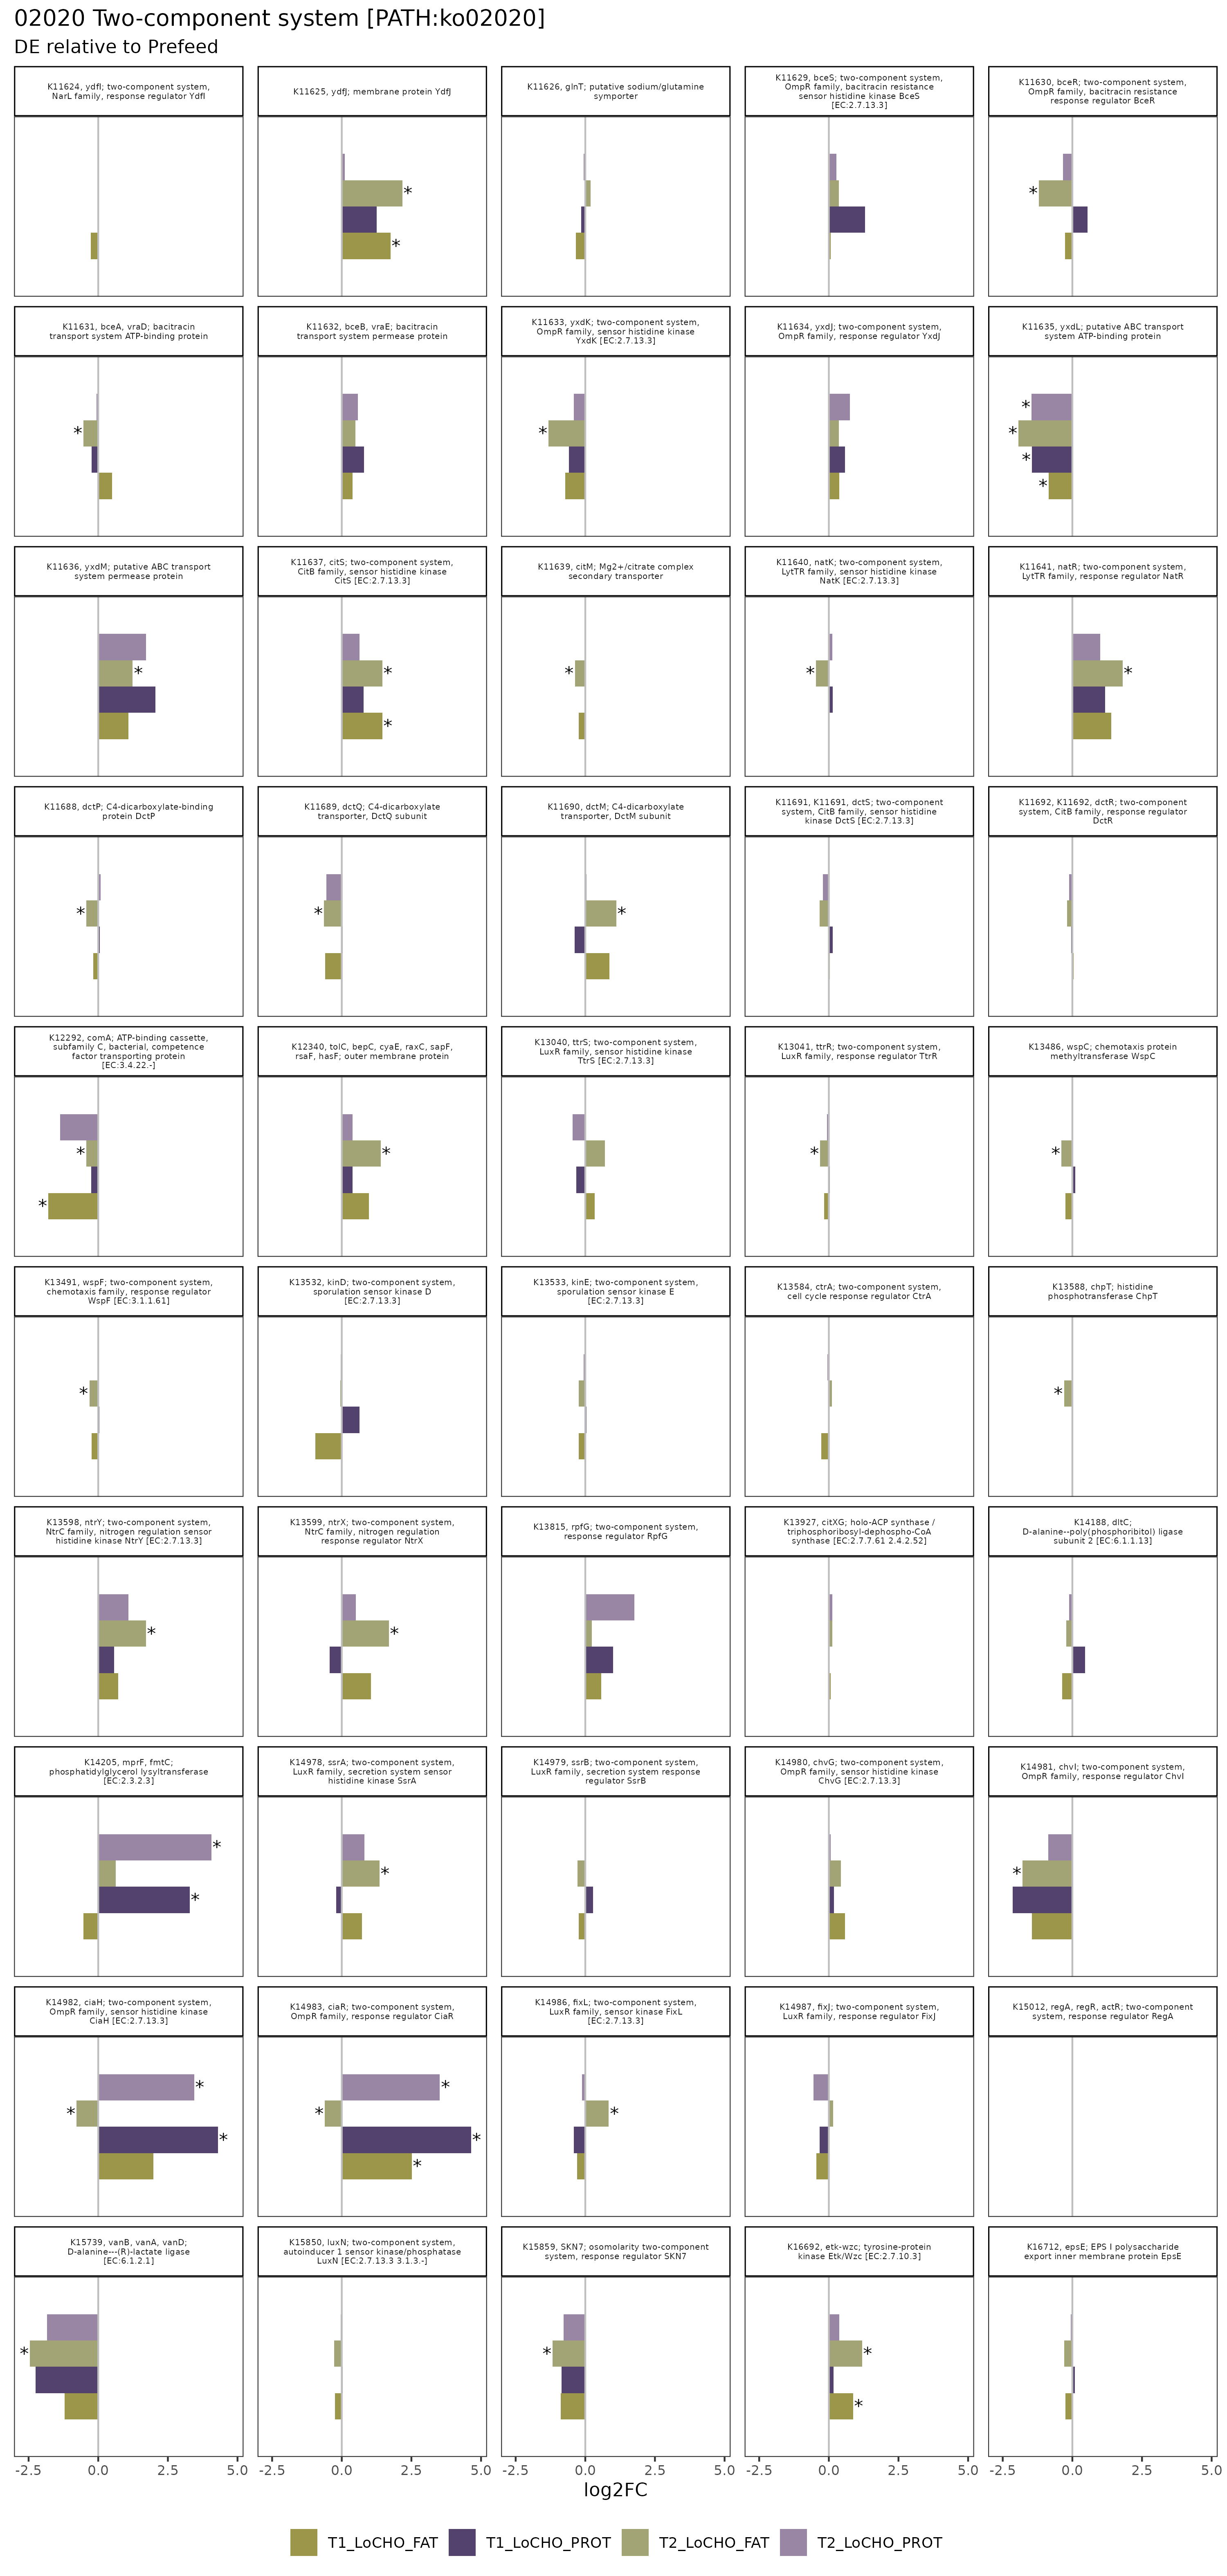 02020 Two-component system [PATH:ko02020]
DE relative to Prefeed
K11624, ydfI; two-component system,
NarL family, response regulator YdfI
K11625, ydfJ; membrane protein YdfJ
K11626, glnT; putative sodium/glutamine
symporter
K11629, bceS; two-component system,
OmpR family, bacitracin resistance
sensor histidine kinase BceS
[EC:2.7.13.3]
K11630, bceR; two-component system,
OmpR family, bacitracin resistance
response regulator BceR
*
*
*
K11631, bceA, vraD; bacitracin
transport system ATP-binding protein
K11632, bceB, vraE; bacitracin
transport system permease protein
K11633, yxdK; two-component system,
OmpR family, sensor histidine kinase
YxdK [EC:2.7.13.3]
K11634, yxdJ; two-component system,
OmpR family, response regulator YxdJ
K11635, yxdL; putative ABC transport
system ATP-binding protein
*
*
*
*
*
*
K11636, yxdM; putative ABC transport
system permease protein
K11637, citS; two-component system,
CitB family, sensor histidine kinase
CitS [EC:2.7.13.3]
K11639, citM; Mg2+/citrate complex
secondary transporter
K11640, natK; two-component system,
LytTR family, sensor histidine kinase
NatK [EC:2.7.13.3]
K11641, natR; two-component system,
LytTR family, response regulator NatR
*
*
*
*
*
*
K11688, dctP; C4-dicarboxylate-binding
protein DctP
K11689, dctQ; C4-dicarboxylate
transporter, DctQ subunit
K11690, dctM; C4-dicarboxylate
transporter, DctM subunit
K11691, K11691, dctS; two-component
system, CitB family, sensor histidine
kinase DctS [EC:2.7.13.3]
K11692, K11692, dctR; two-component
system, CitB family, response regulator
DctR
*
*
*
K12292, comA; ATP-binding cassette,
subfamily C, bacterial, competence
factor transporting protein
[EC:3.4.22.-]
K12340, tolC, bepC, cyaE, raxC, sapF,
rsaF, hasF; outer membrane protein
K13040, ttrS; two-component system,
LuxR family, sensor histidine kinase
TtrS [EC:2.7.13.3]
K13041, ttrR; two-component system,
LuxR family, response regulator TtrR
K13486, wspC; chemotaxis protein
methyltransferase WspC
*
*
*
*
*
K13491, wspF; two-component system,
chemotaxis family, response regulator
WspF [EC:3.1.1.61]
K13532, kinD; two-component system,
sporulation sensor kinase D
[EC:2.7.13.3]
K13533, kinE; two-component system,
sporulation sensor kinase E
[EC:2.7.13.3]
K13584, ctrA; two-component system,
cell cycle response regulator CtrA
K13588, chpT; histidine
phosphotransferase ChpT
*
*
K13598, ntrY; two-component system,
NtrC family, nitrogen regulation sensor
histidine kinase NtrY [EC:2.7.13.3]
K13599, ntrX; two-component system,
NtrC family, nitrogen regulation
response regulator NtrX
K13815, rpfG; two-component system,
response regulator RpfG
K13927, citXG; holo-ACP synthase /
triphosphoribosyl-dephospho-CoA
synthase [EC:2.7.7.61 2.4.2.52]
K14188, dltC;
D-alanine--poly(phosphoribitol) ligase
subunit 2 [EC:6.1.1.13]
*
*
K14205, mprF, fmtC;
phosphatidylglycerol lysyltransferase
[EC:2.3.2.3]
K14978, ssrA; two-component system,
LuxR family, secretion system sensor
histidine kinase SsrA
K14979, ssrB; two-component system,
LuxR family, secretion system response
regulator SsrB
K14980, chvG; two-component system,
OmpR family, sensor histidine kinase
ChvG [EC:2.7.13.3]
K14981, chvI; two-component system,
OmpR family, response regulator ChvI
*
*
*
*
K14982, ciaH; two-component system,
OmpR family, sensor histidine kinase
CiaH [EC:2.7.13.3]
K14983, ciaR; two-component system,
OmpR family, response regulator CiaR
K14986, fixL; two-component system,
LuxR family, sensor kinase FixL
[EC:2.7.13.3]
K14987, fixJ; two-component system,
LuxR family, response regulator FixJ
K15012, regA, regR, actR; two-component
system, response regulator RegA
*
*
*
*
*
*
*
*
K15739, vanB, vanA, vanD;
D-alanine---(R)-lactate ligase
[EC:6.1.2.1]
K15850, luxN; two-component system,
autoinducer 1 sensor kinase/phosphatase
LuxN [EC:2.7.13.3 3.1.3.-]
K15859, SKN7; osomolarity two-component
system, response regulator SKN7
K16692, etk-wzc; tyrosine-protein
kinase Etk/Wzc [EC:2.7.10.3]
K16712, epsE; EPS I polysaccharide
export inner membrane protein EpsE
*
*
*
*
-2.5 0.0 2.5 5.0
-2.5 0.0 2.5 5.0
-2.5 0.0 2.5 5.0
-2.5 0.0 2.5 5.0
-2.5 0.0 2.5 5.0
log2FC
T1_LoCHO_FAT T1_LoCHO_PROT T2_LoCHO_FAT T2_LoCHO_PROT